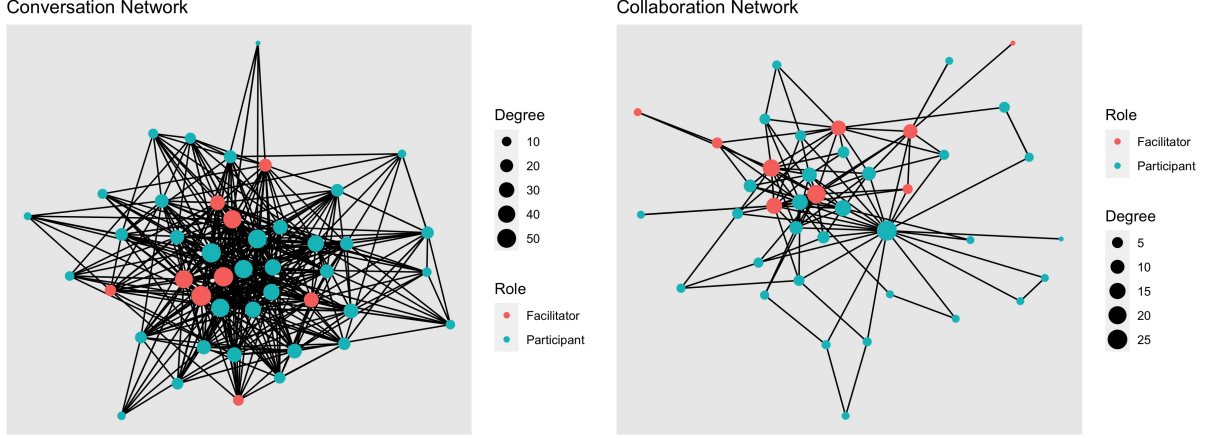 Conversation Network
Degree
10
20
30
40
50
Role
Facilitator
Participant
Collaboration Network
Role
Facilitator
Participant
Degree
5
10
15
20
25